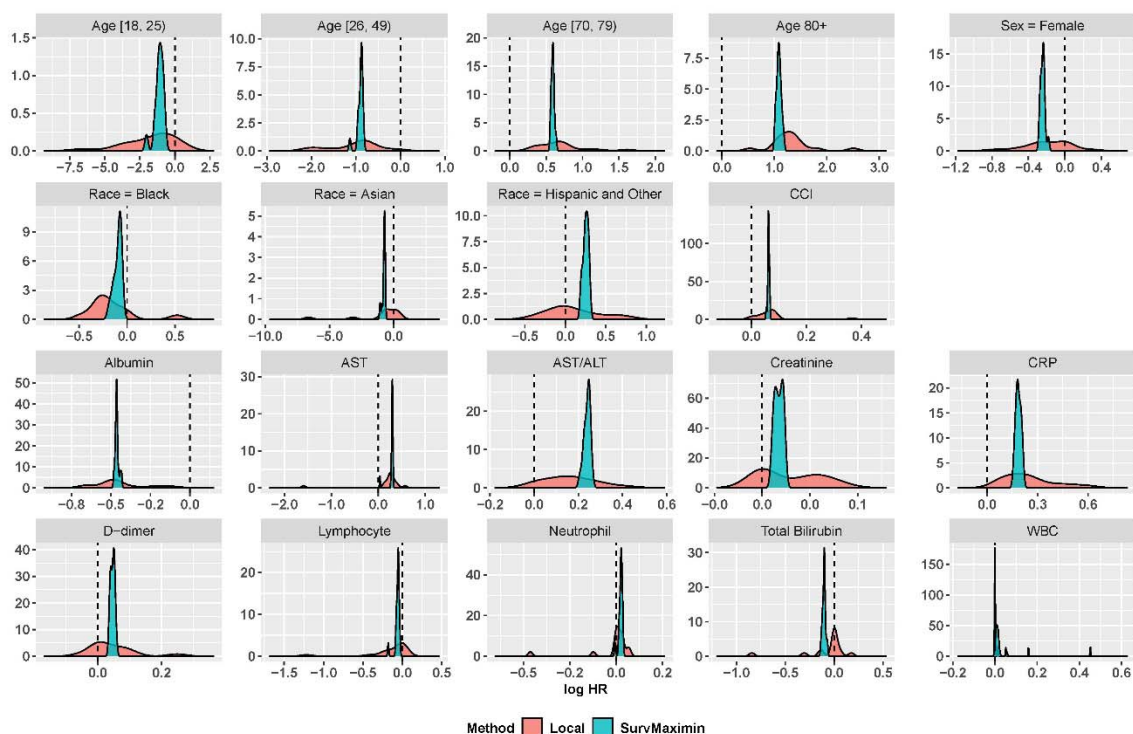 Age [18, 25)
Age [26, 49)
Age [70, 79)
Age 80+
Sex = Female
1.5
1.0
0.5
0.0
−7.5 −5.0 −2.5 0.0 2.5
10.0
7.5
5.0
2.5
0.0
−3.0 −2.0 −1.0 0.0 1.0
20
15
10
5
0
0.0 0.5 1.0 1.5 2.0
7.5
5.0
2.5
0.0
0.0 1.0 2.0 3.0
15
10
5
0
−1.2 −0.8 −0.4 0.0 0.4
Race = Black
Race = Asian
Race = Hispanic and Other
CCI
9
6
3
0
−0.5 0.0 0.5
5
4
3
2
1
0
−10.0 −5.0 0.0
10.0
7.5
5.0
2.5
0.0
−0.5 0.0 0.5 1.0
100
50
0
0.0 0.2 0.4
Albumin
AST
AST/ALT
Creatinine
CRP
50
40
30
20
10
0
−0.8 −0.4 0.0
30
20
10
0
−2.0 −1.0 0.0 1.0
20
10
0
−0.2 0.0 0.2 0.4 0.6
60
40
20
0
−0.0 0.0 0.0 0.1
20
15
10
5
0
0.0 0.3 0.6
D−dimer
Lymphocyte
Neutrophil
Total Bilirubin
WBC
40
30
20
10
0
0.0 0.2
20
10
0
−1.5 −1.0 −0.5 0.0 0.5
40
20
0
−0.5 −0.2 0.0 0.2
30
20
10
0
−1.0 −0.5 0.0 0.5
150
100
50
0
−0.2 0.0 0.2 0.4 0.6
log HR
Method Local SurvMaximin